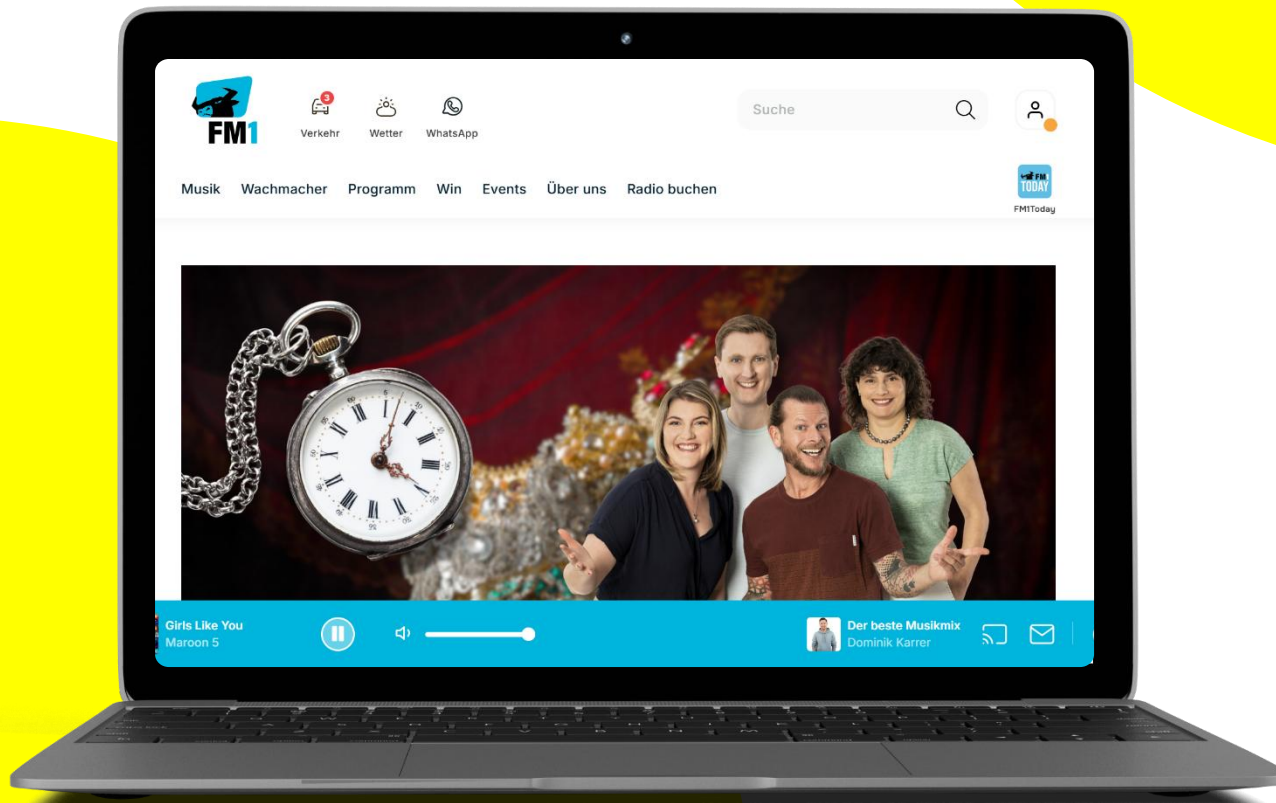 FM1
3
Verkehr
Wetter
WhatsApp
Suche
Musik
Wachmacher
Programm
Win
Events
Über uns
Radio buchen
FM1
TODAY
FM1Today
Girls Like You
Maroon 5
Der beste Musikmix
Dominik Karrer